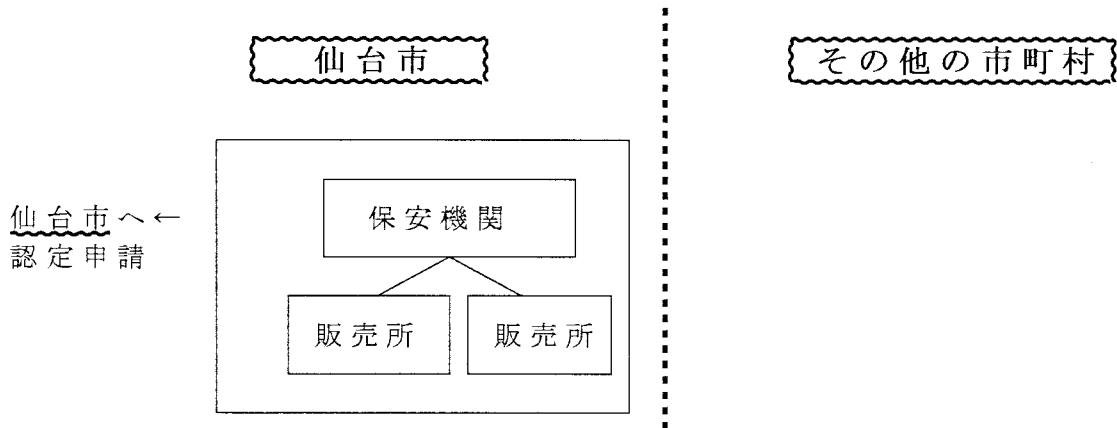 仙台市
その他の市町村
仙台市へ←
認定申請
保安機関
販売所
販売所